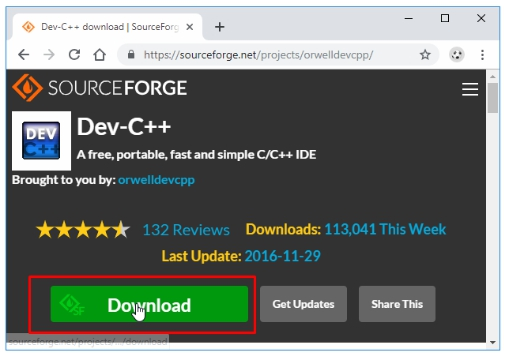 Dev-C++ download | SourceForg
https://sourceforge.net/projects/orwelldevcpp/
SOURCEFORGE
DEV
C++
Dev-C++
A free, portable, fast and simple C/C++ IDE
Brought to you by: orwelldevcpp
132 Reviews Downloads: 113,041 This Week
Last Update: 2016-11-29
SF Download Get Updates Share This
sourceforge.net/projects/.../download